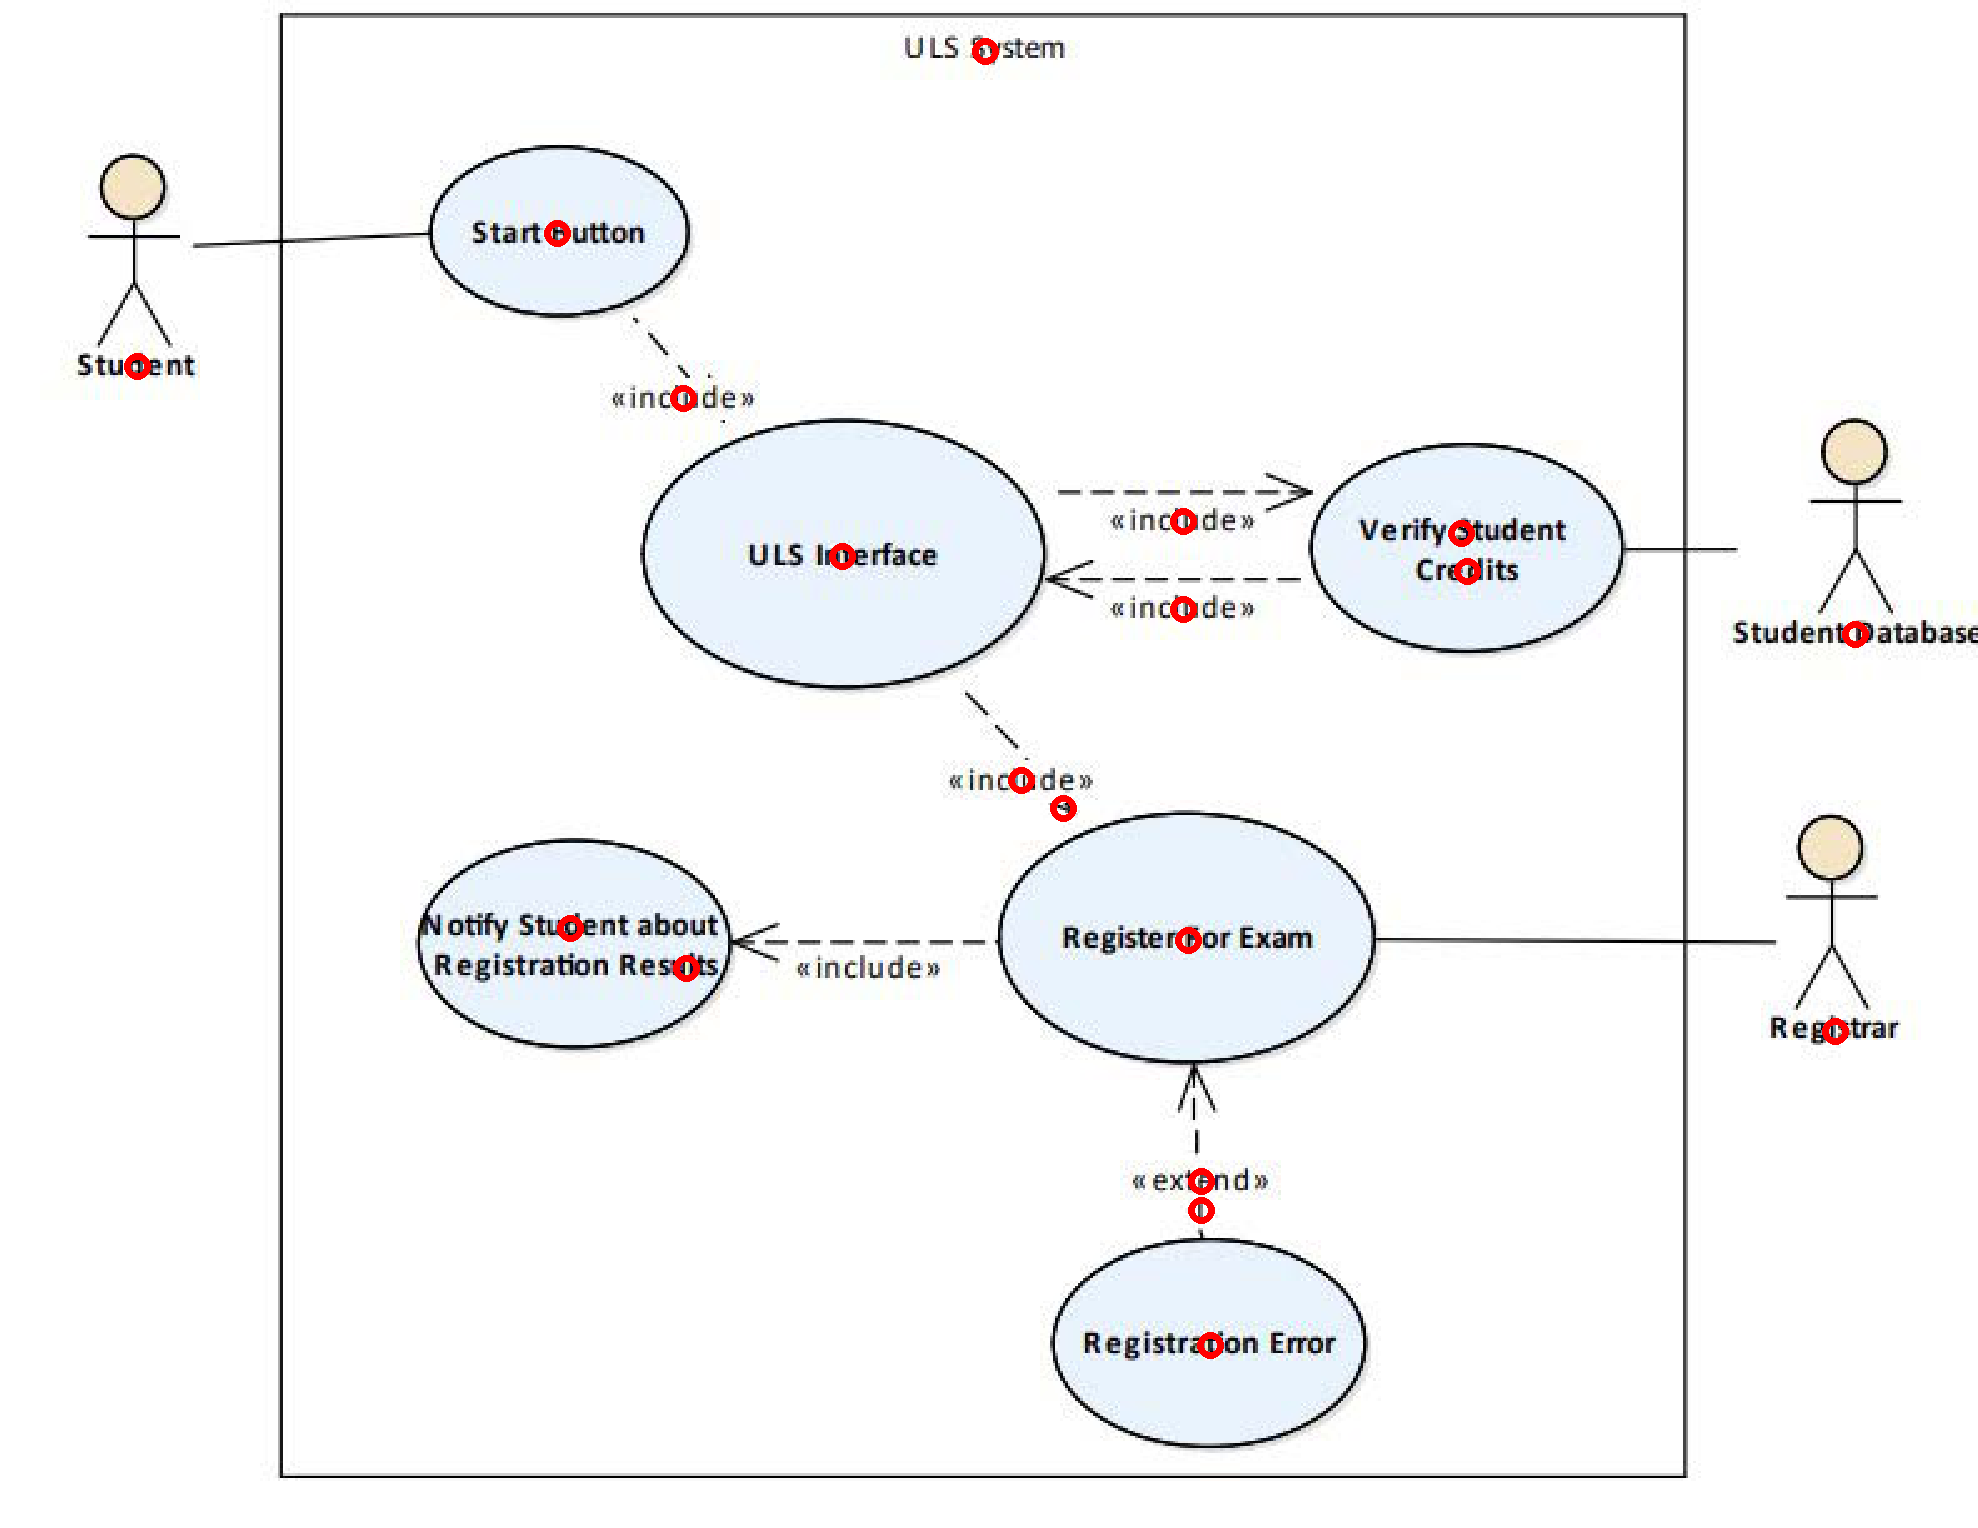 ULS System
Start Button
Student
«include»
«include»
Verify Student
Credits
ULS Interface
«include»
Student Database
«include»
Notify Student about
Registration Results
«include»
Register For Exam
Registrar
«extend»
Registration Error